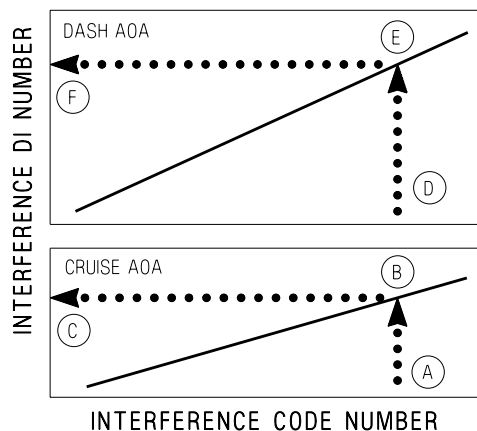 DASH AOA
E
F
D
INTERFERENCE DI NUMBER
CRUISE AOA
B
C
A
INTERFERENCE CODE NUMBER